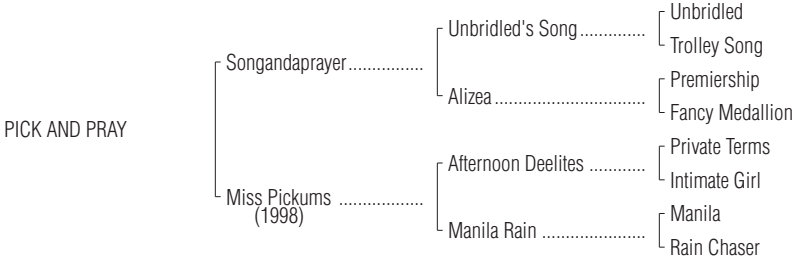 Unbridled
Unbridled's Song..............
Trolley Song
Songandaprayer................
Premiership
Alizea................................
Fancy Medallion
PICK AND PRAY
Private Terms
Afternoon Deelites ............
Intimate Girl
Miss Pickums ..................
(1998)
Manila
Manila Rain ......................
Rain Chaser